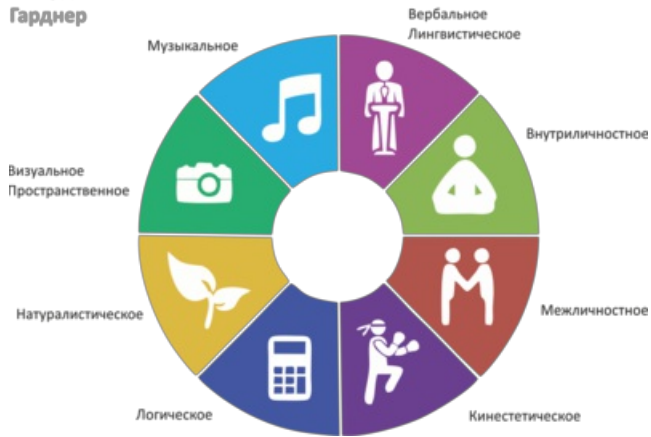 Гарднер
Музыкальное
Вербальное
Лингвистическое
Внутриличностное
Визуальное
Пространственное
Натуралистическое
Межличностное
Логическое
Кинестетическое